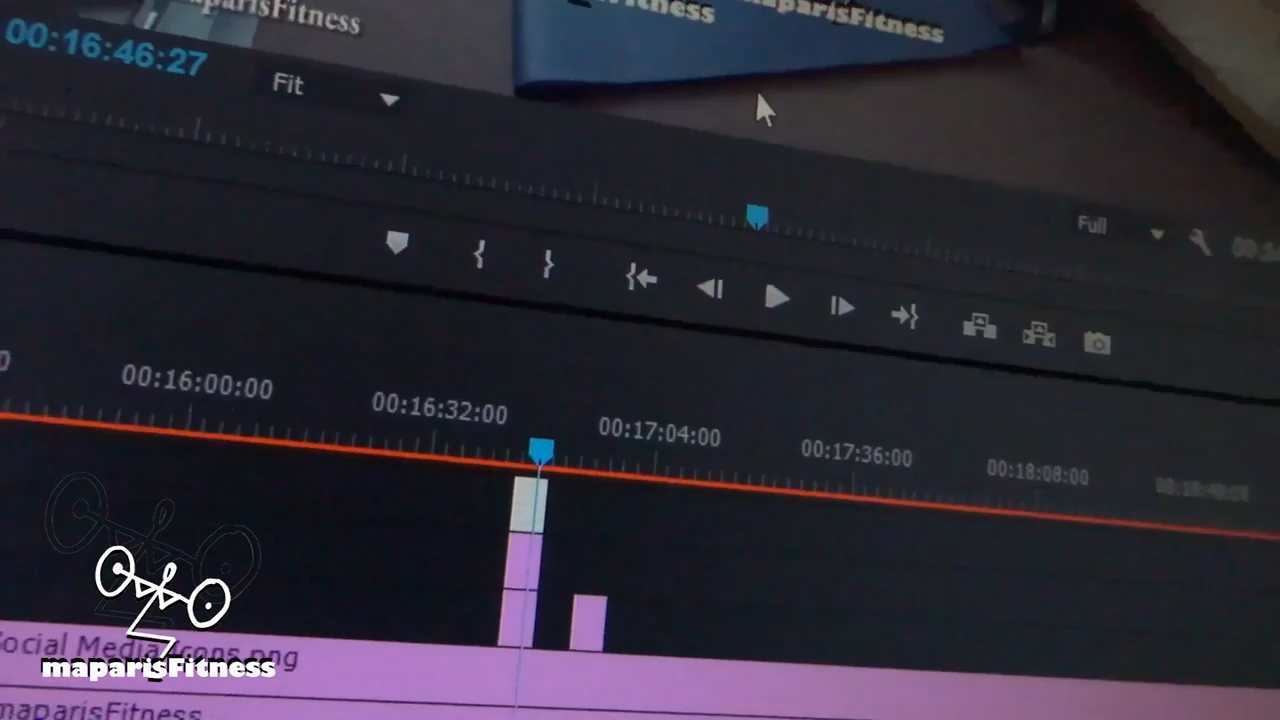 maparisFitness
00:16:46:27
Fit
Full
00:16:00:00
00:16:32:00
00:17:04:00
00:17:36:00
00:18:08:00
Social Media Icons.png
maparisFitness
maparisFitness